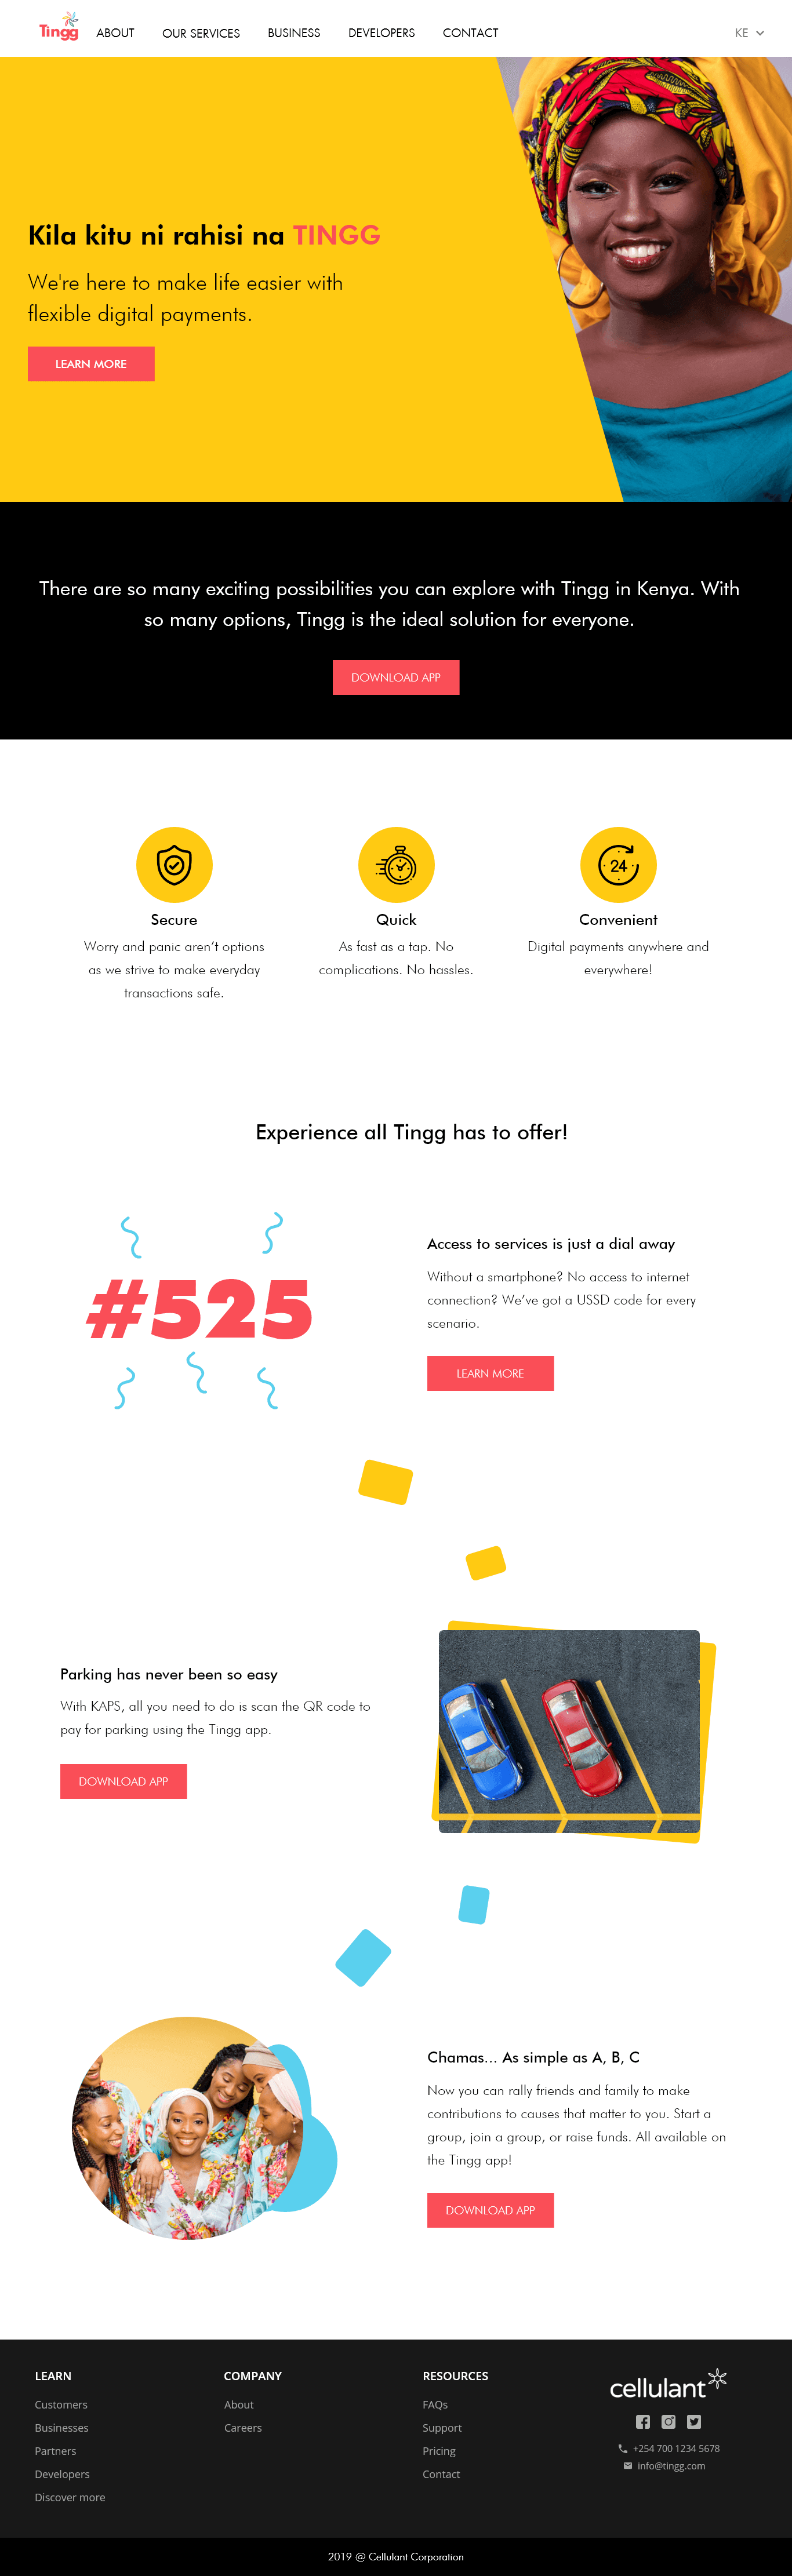 Tingg
ABOUT
OUR SERVICES
BUSINESS
DEVELOPERS
CONTACT
KE
Kila kitu ni rahisi na TINGG
We're here to make life easier with
flexible digital payments.
LEARN MORE
There are so many exciting possibilities you can explore with Tingg in Kenya. With
so many options, Tingg is the ideal solution for everyone.
DOWNLOAD APP
Secure
Worry and panic aren’t options
as we strive to make everyday
transactions safe.
Quick
As fast as a tap. No
complications. No hassles.
24
Convenient
Digital payments anywhere and
everywhere!
Experience all Tingg has to offer!
#525
Access to services is just a dial away
Without a smartphone? No access to internet
connection? We’ve got a USSD code for every
scenario.
LEARN MORE
Parking has never been so easy
With KAPS, all you need to do is scan the QR code to
pay for parking using the Tingg app.
DOWNLOAD APP
Chamas... As simple as A, B, C
Now you can rally friends and family to make
contributions to causes that matter to you. Start a
group, join a group, or raise funds. All available on
the Tingg app!
DOWNLOAD APP
LEARN
Customers
Businesses
Partners
Developers
Discover more
COMPANY
About
Careers
RESOURCES
FAQs
Support
Pricing
Contact
cellulant
+254 700 1234 5678
info@tingg.com
2019 @ Cellulant Corporation